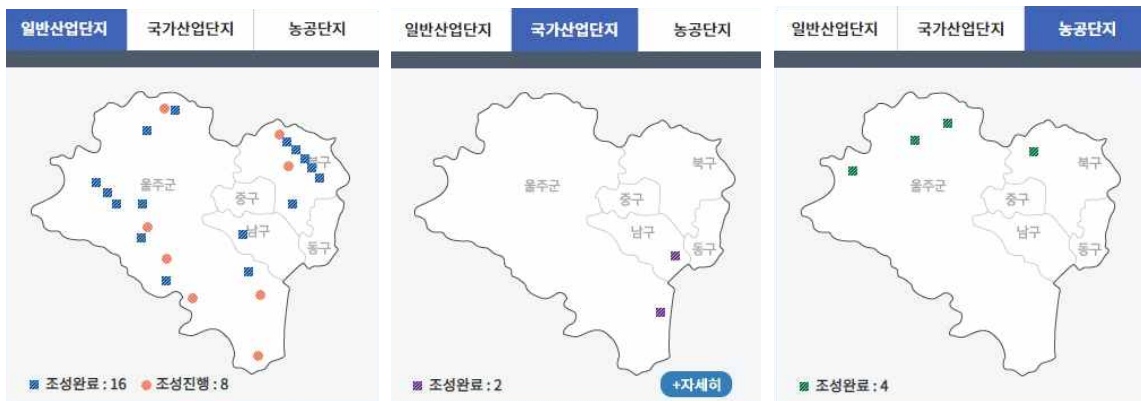 일반산업단지 국가산업단지 농공단지
울주군
북구
중구
남구
동구
조성완료 : 16 조성진행 : 8
일반산업단지 국가산업단지 농공단지
울주군
북구
중구
남구
동구
조성완료 : 2
+자세히
일반산업단지 국가산업단지 농공단지
울주군
북구
중구
남구
동구
조성완료 : 4